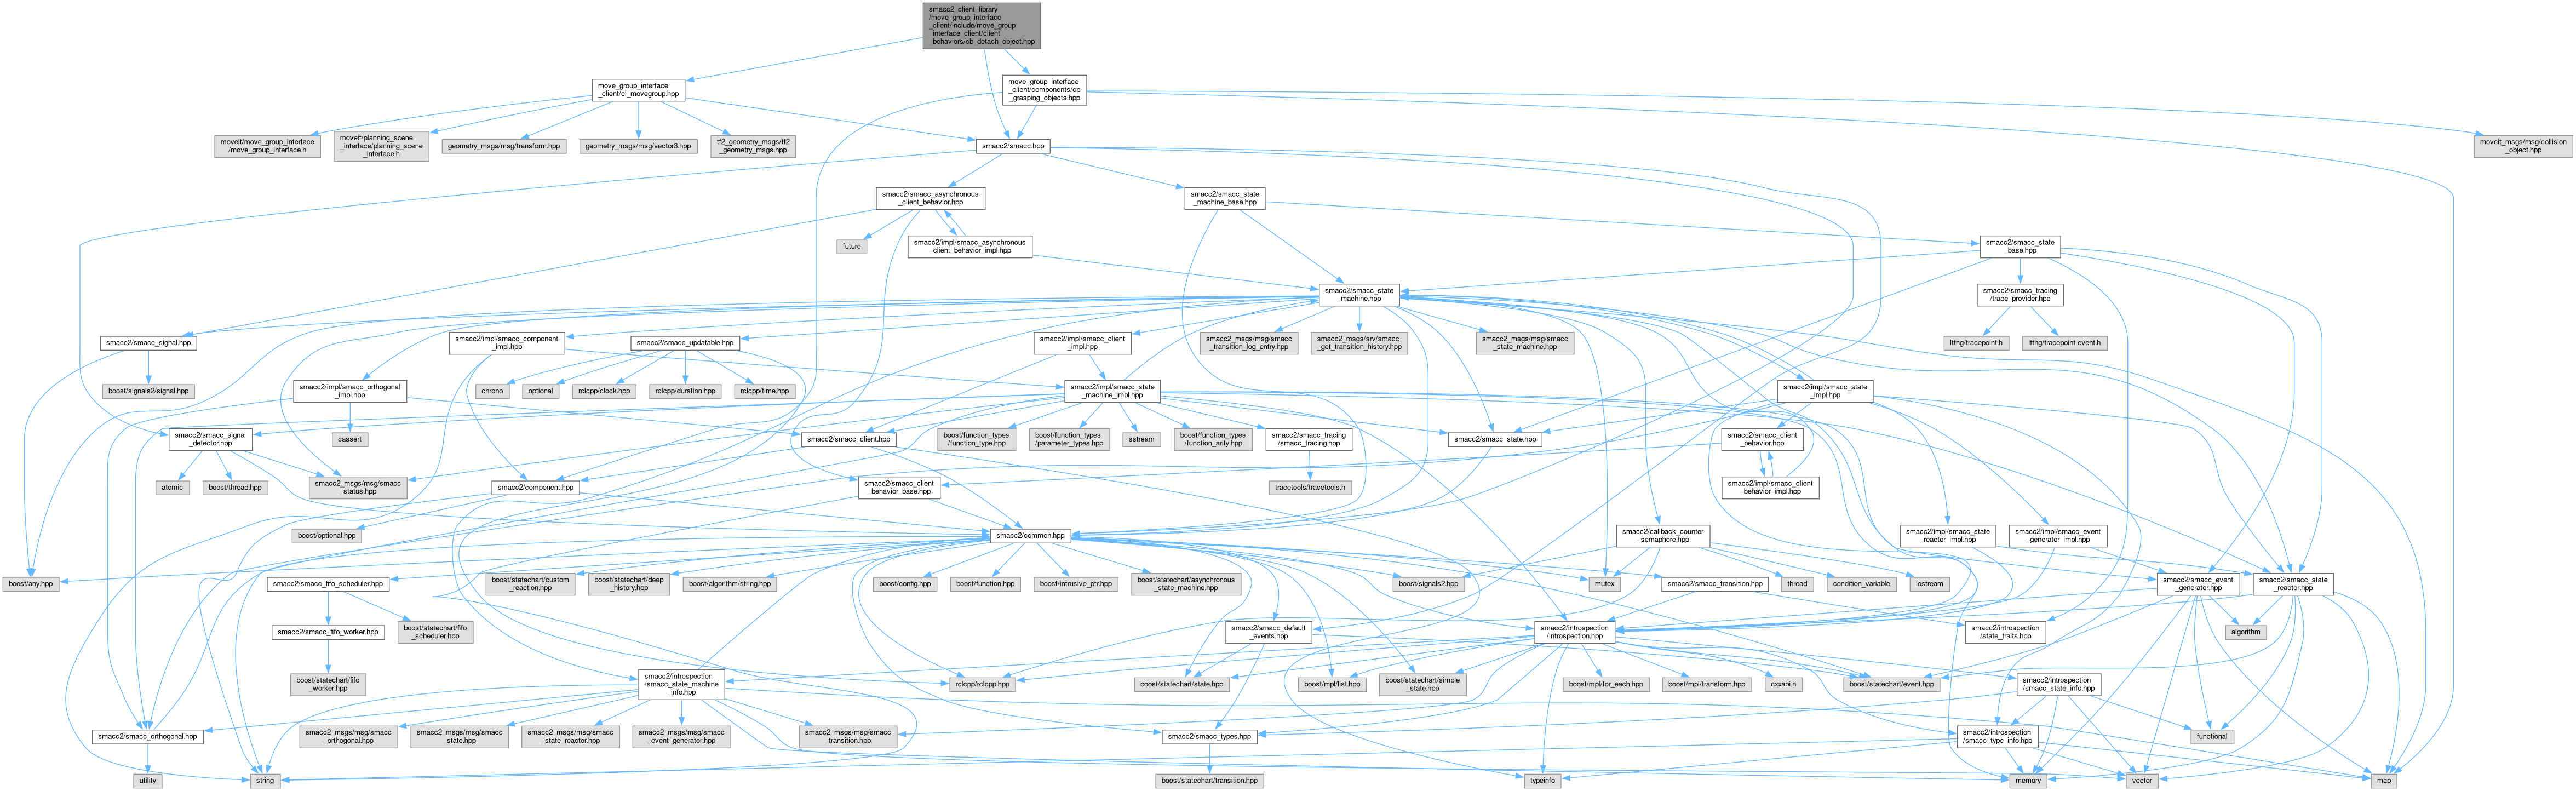 smacc2_client_library
/move_group_interface
_client/include/move_group
_interface_client/client
_behaviors/cb_detach_object.hpp
move_group_interface
_client/cl_movegroup.hpp
move_group_interface
_client/components/cp
_grasping_objects.hpp
moveit/move_group_interface
/move_group_interface.h
moveit/planning_scene
_interface/planning_scene
_interface.h
geometry_msgs/msg/transform.hpp
geometry_msgs/msg/vector3.hpp
tf2_geometry_msgs/tf2
_geometry_msgs.hpp
smacc2/smacc.hpp
moveit_msgs/msg/collision
_object.hpp
smacc2/smacc_asynchronous
_client_behavior.hpp
smacc2/smacc_state
_machine_base.hpp
future
smacc2/impl/smacc_asynchronous
_client_behavior_impl.hpp
smacc2/smacc_state
_base.hpp
smacc2/smacc_state
_machine.hpp
smacc2/smacc_tracing
/trace_provider.hpp
smacc2/smacc_signal.hpp
smacc2/impl/smacc_component
_impl.hpp
smacc2/smacc_updatable.hpp
smacc2/impl/smacc_client
_impl.hpp
smacc2_msgs/msg/smacc
_transition_log_entry.hpp
smacc2_msgs/srv/smacc
_get_transition_history.hpp
smacc2_msgs/msg/smacc
_state_machine.hpp
lttng/tracepoint.h
lttng/tracepoint-event.h
boost/signals2/signal.hpp
smacc2/impl/smacc_orthogonal
_impl.hpp
chrono
optional
rclcpp/clock.hpp
rclcpp/duration.hpp
rclcpp/time.hpp
smacc2/impl/smacc_state
_machine_impl.hpp
smacc2/impl/smacc_state
_impl.hpp
smacc2/smacc_signal
_detector.hpp
cassert
smacc2/smacc_client.hpp
boost/function_types
/function_type.hpp
boost/function_types
/parameter_types.hpp
sstream
boost/function_types
/function_arity.hpp
smacc2/smacc_tracing
/smacc_tracing.hpp
smacc2/smacc_state.hpp
smacc2/smacc_client
_behavior.hpp
atomic
boost/thread.hpp
smacc2_msgs/msg/smacc
_status.hpp
smacc2/component.hpp
smacc2/smacc_client
_behavior_base.hpp
tracetools/tracetools.h
smacc2/impl/smacc_client
_behavior_impl.hpp
boost/optional.hpp
smacc2/common.hpp
smacc2/callback_counter
_semaphore.hpp
smacc2/impl/smacc_state
_reactor_impl.hpp
smacc2/impl/smacc_event
_generator_impl.hpp
boost/any.hpp
smacc2/smacc_fifo_scheduler.hpp
boost/statechart/custom
_reaction.hpp
boost/statechart/deep
_history.hpp
boost/algorithm/string.hpp
boost/config.hpp
boost/function.hpp
boost/intrusive_ptr.hpp
boost/statechart/asynchronous
_state_machine.hpp
boost/signals2.hpp
mutex
smacc2/smacc_transition.hpp
thread
condition_variable
iostream
smacc2/smacc_event
_generator.hpp
smacc2/smacc_state
_reactor.hpp
smacc2/smacc_fifo_worker.hpp
boost/statechart/fifo
_scheduler.hpp
smacc2/smacc_default
_events.hpp
smacc2/introspection
/introspection.hpp
smacc2/introspection
/state_traits.hpp
algorithm
boost/statechart/fifo
_worker.hpp
smacc2/introspection
/smacc_state_machine
_info.hpp
rclcpp/rclcpp.hpp
boost/statechart/state.hpp
boost/mpl/list.hpp
boost/statechart/simple
_state.hpp
boost/mpl/for_each.hpp
boost/mpl/transform.hpp
cxxabi.h
boost/statechart/event.hpp
smacc2/introspection
/smacc_state_info.hpp
smacc2/smacc_orthogonal.hpp
smacc2_msgs/msg/smacc
_orthogonal.hpp
smacc2_msgs/msg/smacc
_state.hpp
smacc2_msgs/msg/smacc
_state_reactor.hpp
smacc2_msgs/msg/smacc
_event_generator.hpp
smacc2_msgs/msg/smacc
_transition.hpp
smacc2/smacc_types.hpp
smacc2/introspection
/smacc_type_info.hpp
functional
utility
string
boost/statechart/transition.hpp
typeinfo
memory
vector
map